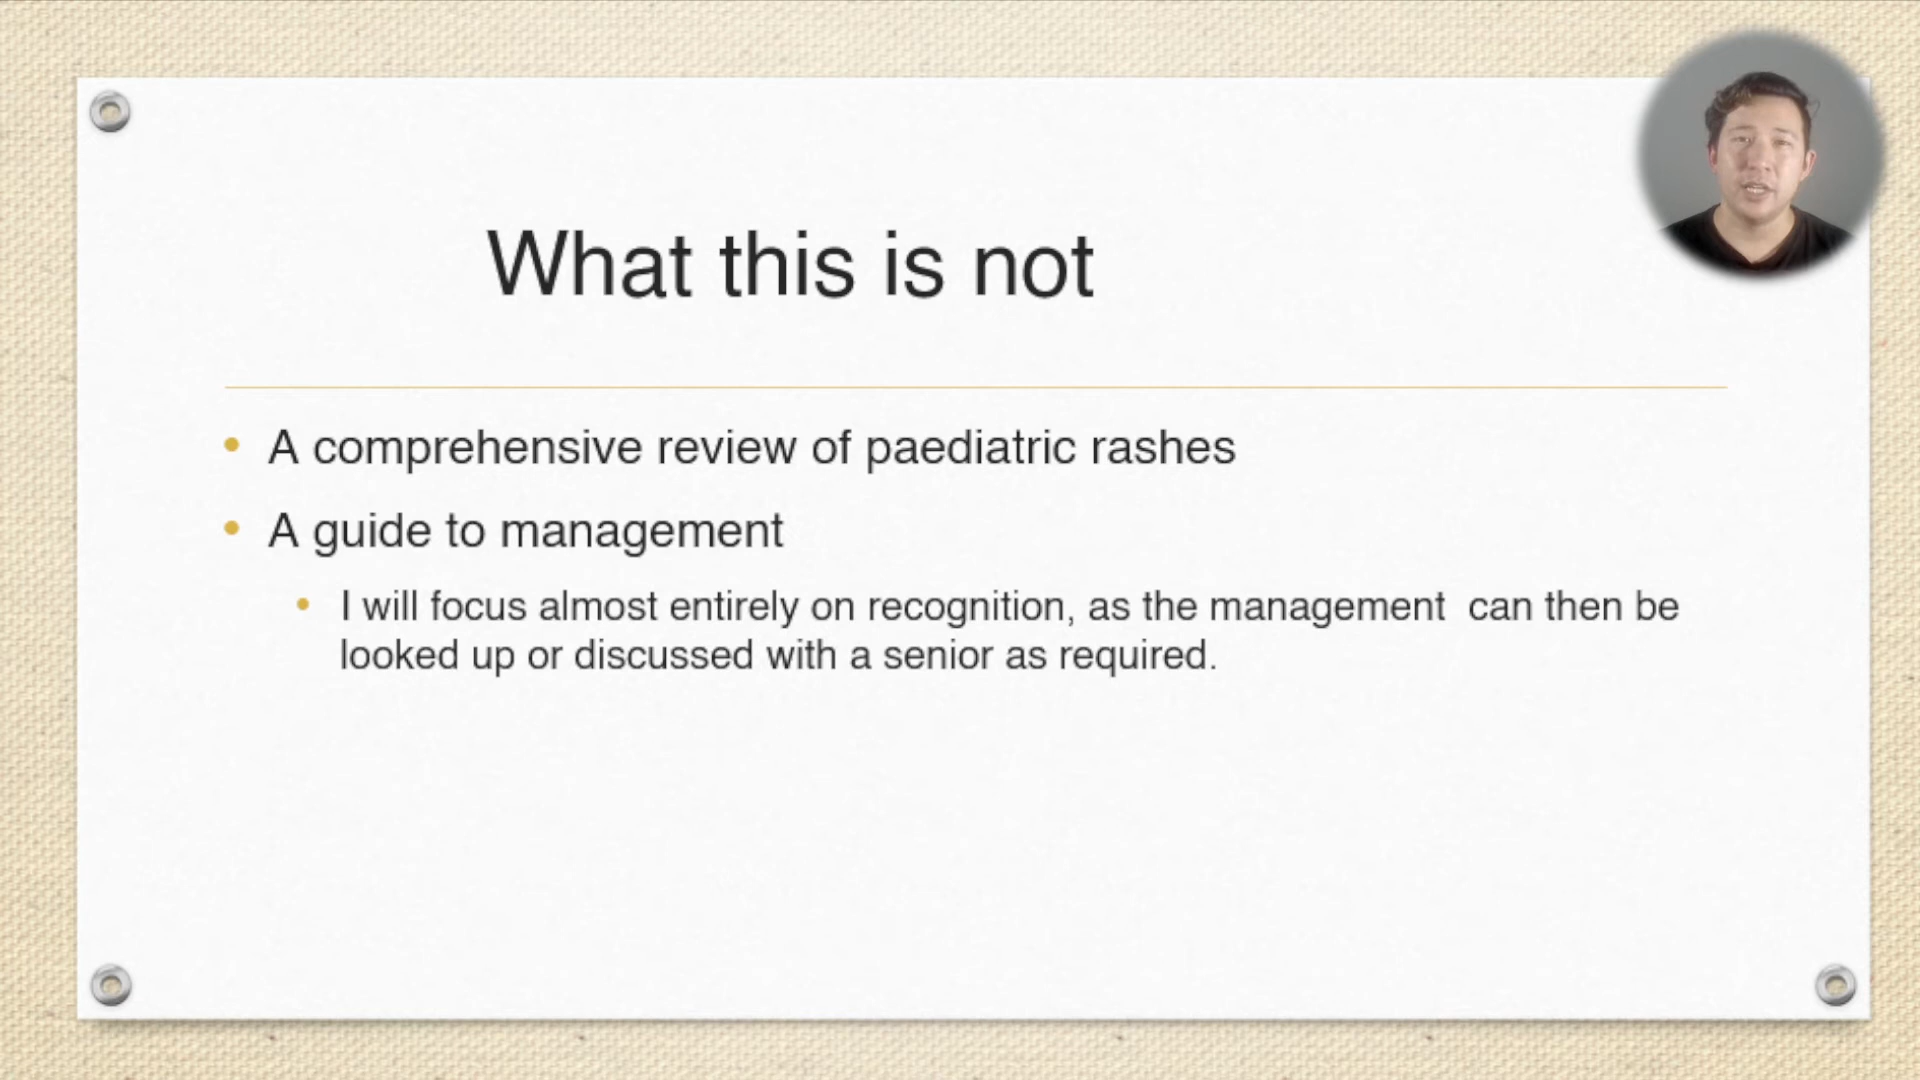 What this is not
• A comprehensive review of paediatric rashes
• A guide to management
• I will focus almost entirely on recognition, as the management  can then be
looked up or discussed with a senior as required.